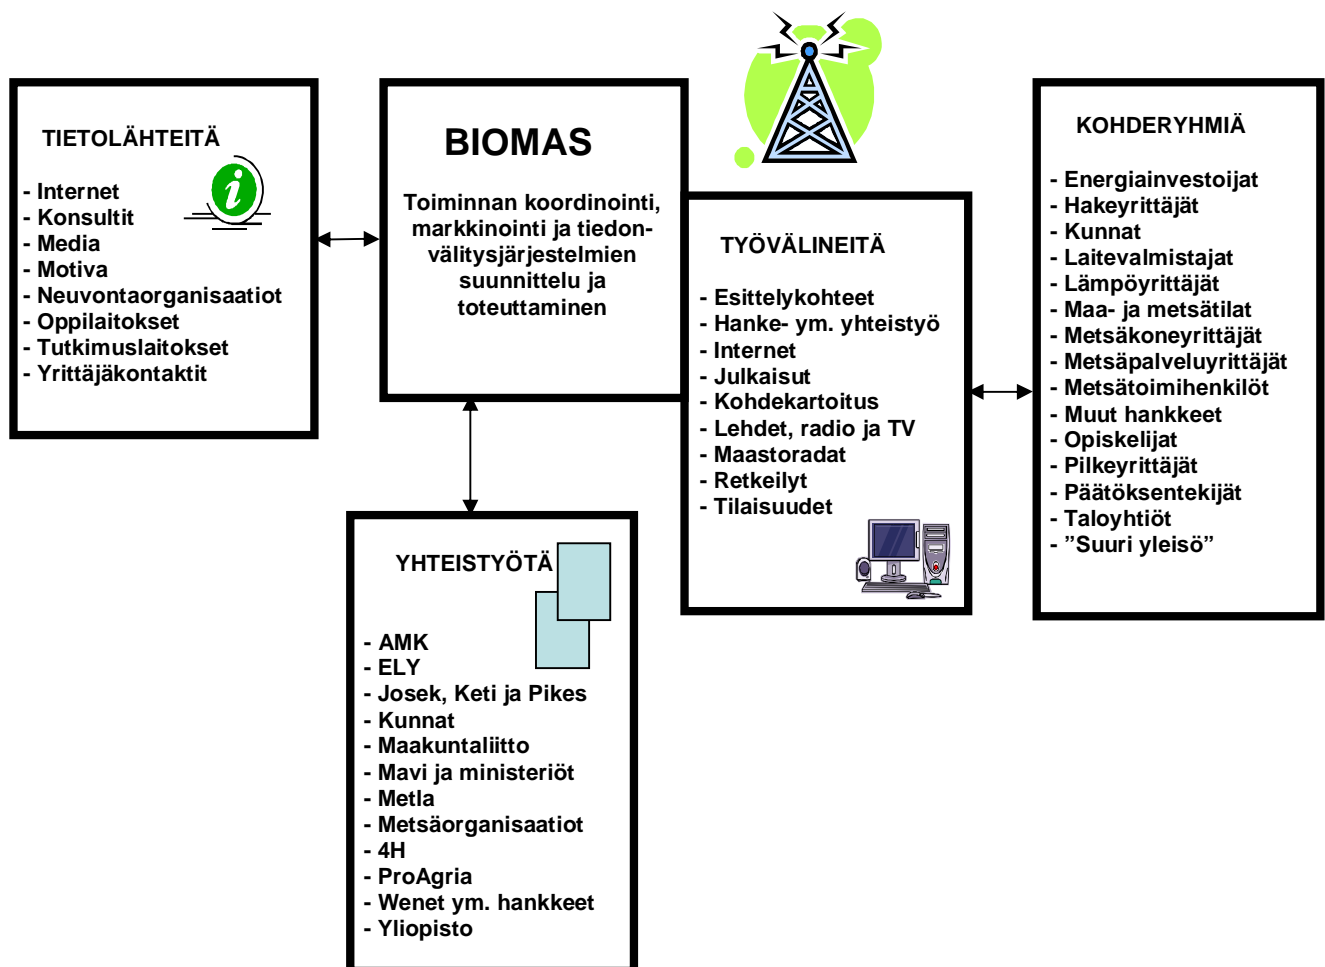 TIETOLÄHTEITÄ
- Internet
- Konsultit
- Media
- Motiva
- Neuvontaorganisaatiot
- Oppilaitokset
- Tutkimuslaitokset
- Yrittäjäkontaktit
BIOMAS
Toiminnan koordinointi,
markkinointi ja tiedon-
välitysjärjestelmien
suunnittelu ja
toteuttaminen
TYÖVÄLINEITÄ
- Esittelykohteet
- Hanke- ym. yhteistyö
- Internet
- Julkaisut
- Kohdekartoitus
- Lehdet, radio ja TV
- Maastoradat
- Retkeilyt
- Tilaisuudet
KOHDERYHMIÄ
- Energiainvestoijat
- Hakeyrittäjät
- Kunnat
- Laitevalmistajat
- Lämpöyrittäjät
- Maa- ja metsätilat
- Metsäkoneyrittäjät
- Metsäpalveluyrittäjät
- Metsätoimihenkilöt
- Muut hankkeet
- Opiskelijat
- Pilkeyrittäjät
- Päätöksentekijät
- Taloyhtiöt
- ”Suuri yleisö”
YHTEISTYÖTÄ
- AMK
- ELY
- Josek, Keti ja Pikes
- Kunnat
- Maakuntaliitto
- Mavi ja ministeriöt
- Metla
- Metsäorganisaatiot
- 4H
- ProAgria
- Wenet ym. hankkeet
- Yliopisto